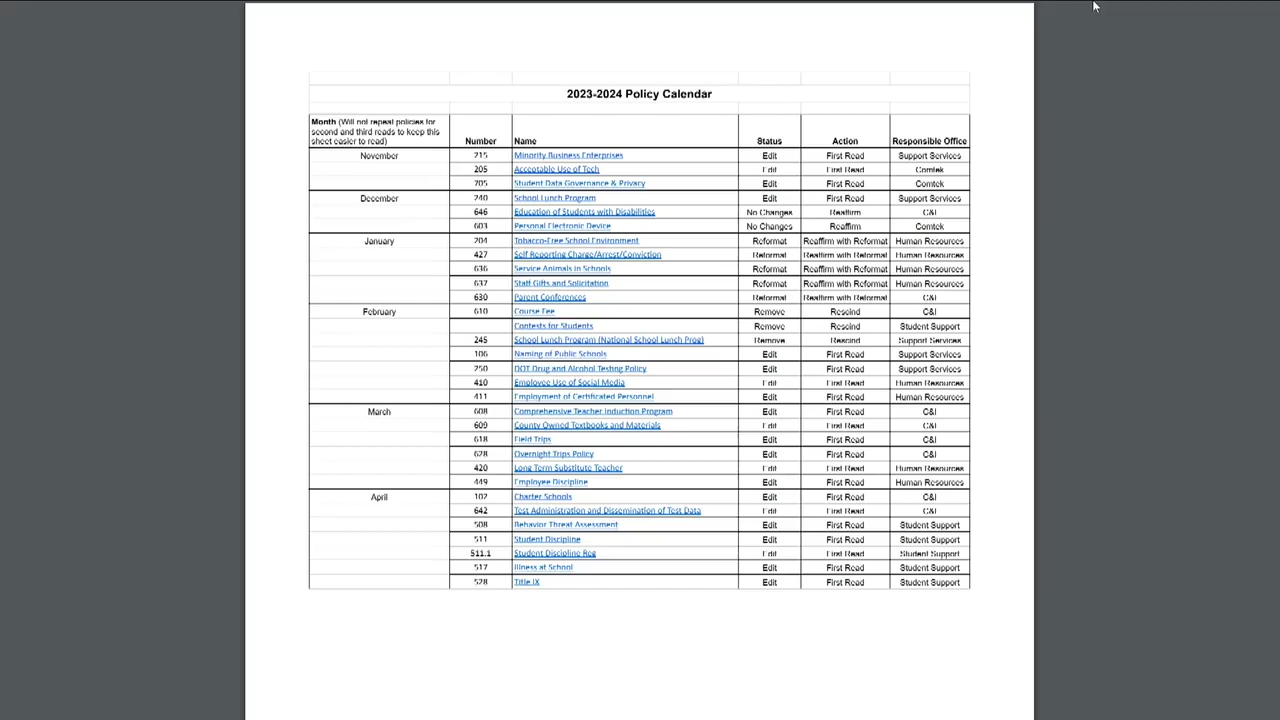 2023-2024 Policy Calendar
Month (Will not repeat policies for
second and third reads to keep this
sheet easier to read) Number Name Status Action Responsible Office
November 215 Minority Business Enterprises Edit First Read Support Services
205 Acceptable Use of Tech Edit First Read Comtek
705 Student Data Governance & Privacy Edit First Read Comtek
December 240 School Lunch Program Edit First Read Support Services
646 Education of Students with Disabilities No Changes Reaffirm C&I
603 Personal Electronic Device No Changes Reaffirm Comtek
January 204 Tobacco-Free School Environment Reformat Reaffirm with Reformat Human Resources
427 Self Reporting Charge/Arrest/Conviction Reformat Reaffirm with Reformat Human Resources
636 Service Animals in Schools Reformat Reaffirm with Reformat Human Resources
637 Staff Gifts and Solicitation Reformat Reaffirm with Reformat Human Resources
630 Parent Conferences Reformat Reaffirm with Reformat C&I
February 610 Course Fee Remove Rescind C&I
Contests for Students Remove Rescind Student Support
245 School Lunch Program (National School Lunch Prog) Remove Rescind Support Services
106 Naming of Public Schools Edit First Read Support Services
250 DOT Drug and Alcohol Testing Policy Edit First Read Support Services
410 Employee Use of Social Media Edit First Read Human Resources
411 Employment of Certificated Personnel Edit First Read Human Resources
March 608 Comprehensive Teacher Induction Program Edit First Read C&I
609 County Owned Textbooks and Materials Edit First Read C&I
618 Field Trips Edit First Read C&I
628 Overnight Trips Policy Edit First Read C&I
420 Long Term Substitute Teacher Edit First Read Human Resources
449 Employee Discipline Edit First Read Human Resources
April 102 Charter Schools Edit First Read C&I
642 Test Administration and Dissemination of Test Data Edit First Read C&I
508 Behavior Threat Assessment Edit First Read Student Support
511 Student Discipline Edit First Read Student Support
511.1 Student Discipline Reg Edit First Read Student Support
517 Illness at School Edit First Read Student Support
528 Title IX Edit First Read Student Support